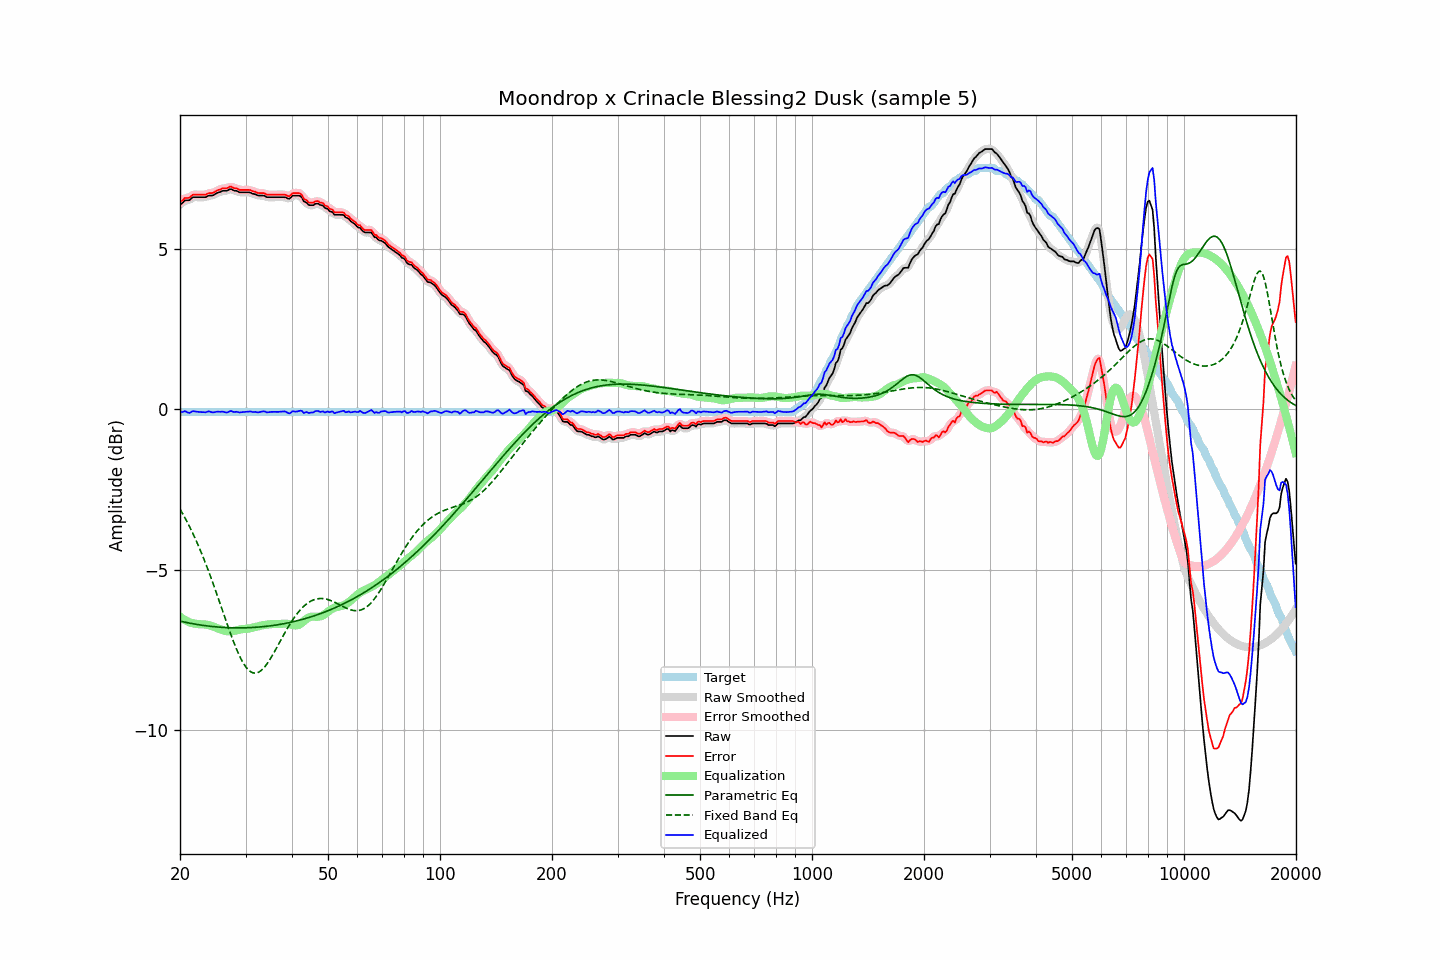 Moondrop x Crinacle Blessing2 Dusk (sample 5)
Amplitude (dBr)
5
0
−5
−10
Target
Raw Smoothed
Error Smoothed
Raw
Error
Equalization
Parametric Eq
Fixed Band Eq
Equalized
20 50 100 200 500 1000 2000 5000 10000 20000
Frequency (Hz)